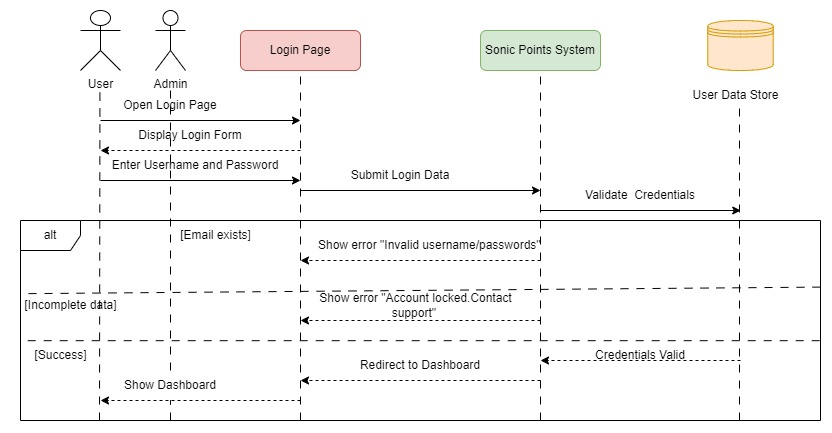 Login Page
Sonic Points System
User
Admin
User Data Store
Open Login Page
Display Login Form
Enter Username and Password
Submit Login Data
Validate Credentials
alt
[Email exists]
Show error "Invalid username/passwords"
[Incomplete data]
Show error "Account locked.Contact
support"
[Success]
Credentials Valid
Redirect to Dashboard
Show Dashboard